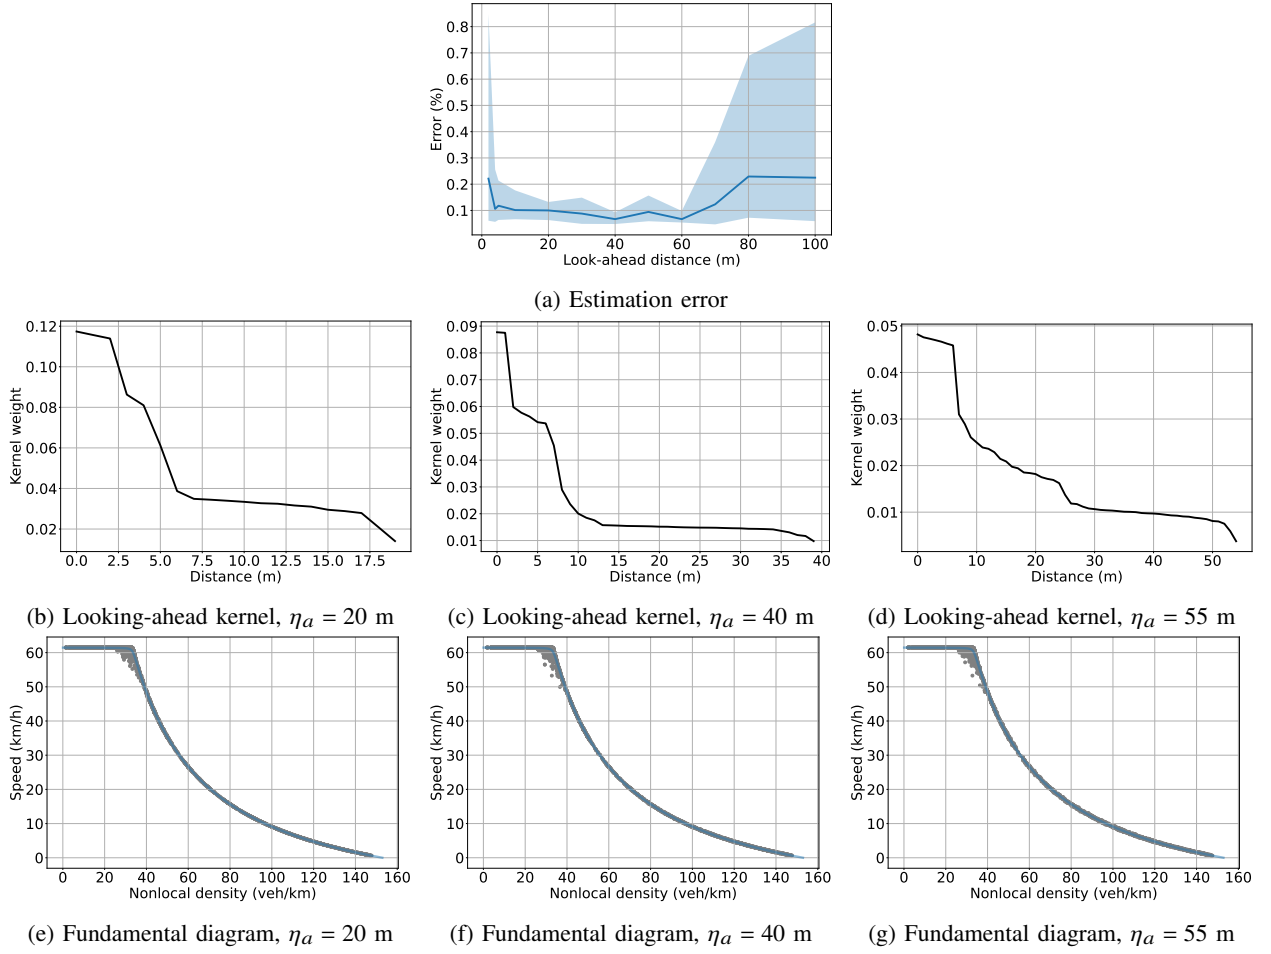 0.8
0.7
0.6
0.5
0.4
0.3
0.2
0.1
Error (%)
0 20 40 60 80 100
Look-ahead distance (m)
(a) Estimation error
0.12
0.10
0.08
0.06
0.04
0.02
Kernel weight
0.0 2.5 5.0 7.5 10.0 12.5 15.0 17.5
Distance (m)
(b) Looking-ahead kernel, ηa = 20 m
0.09
0.08
0.07
0.06
0.05
0.04
0.03
0.02
0.01
Kernel weight
0 5 10 15 20 25 30 35 40
Distance (m)
(c) Looking-ahead kernel, ηa = 40 m
0.05
0.04
0.03
0.02
0.01
Kernel weight
0 10 20 30 40 50
Distance (m)
(d) Looking-ahead kernel, ηa = 55 m
60
50
40
30
20
10
0
Speed (km/h)
0 20 40 60 80 100 120 140 160
Nonlocal density (veh/km)
(e) Fundamental diagram, ηa = 20 m
60
50
40
30
20
10
0
Speed (km/h)
0 20 40 60 80 100 120 140 160
Nonlocal density (veh/km)
(f) Fundamental diagram, ηa = 40 m
60
50
40
30
20
10
0
Speed (km/h)
0 20 40 60 80 100 120 140 160
Nonlocal density (veh/km)
(g) Fundamental diagram, ηa = 55 m